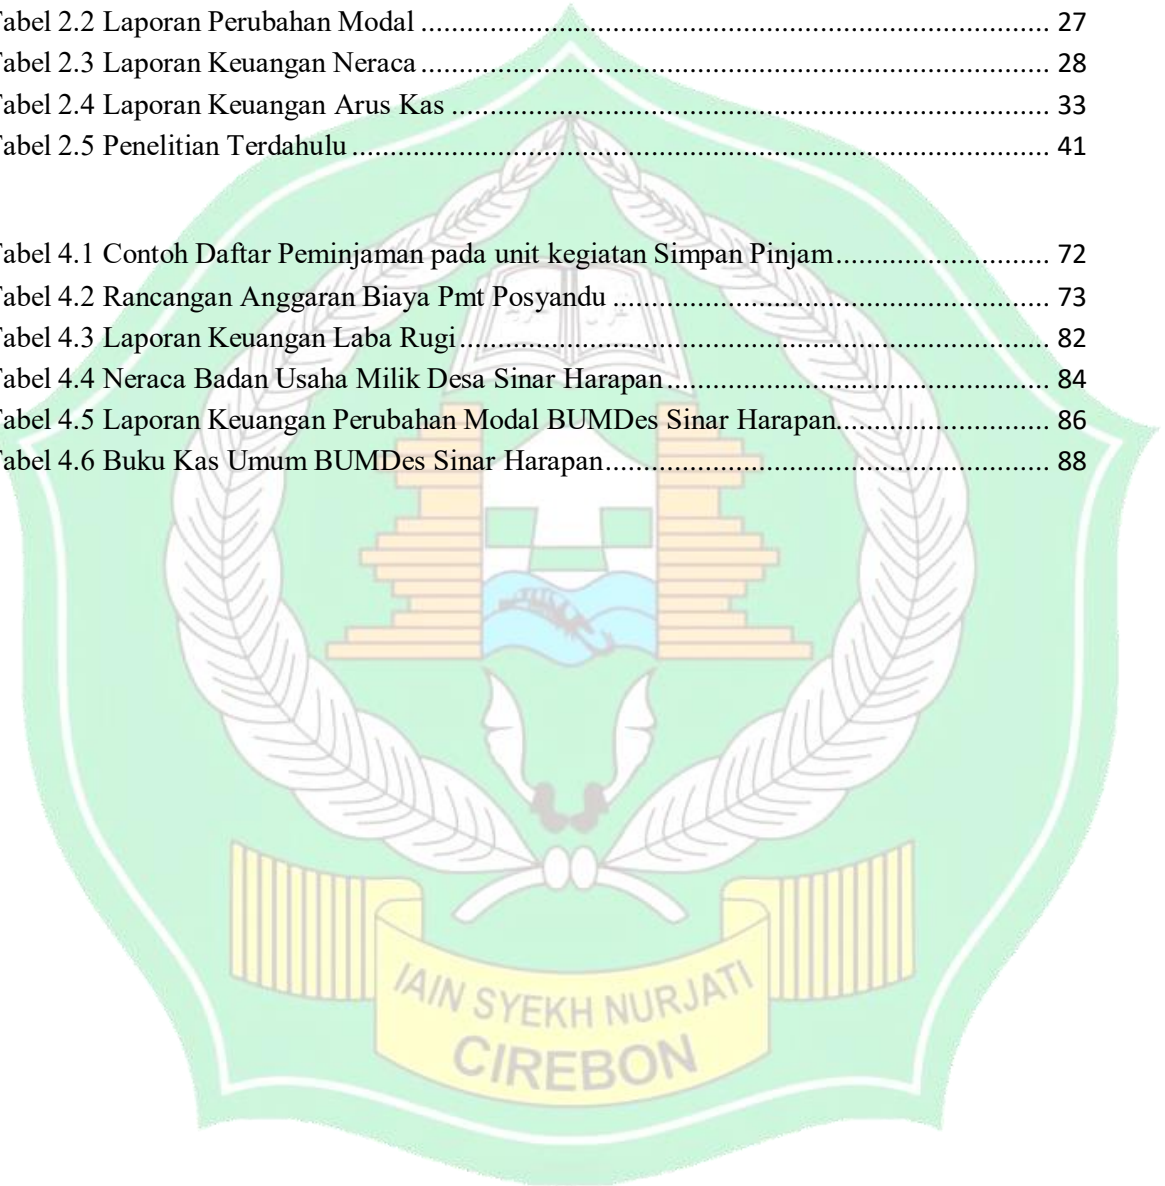 Tabel 2.2 Laporan Perubahan Modal ........................................................................... 27
Tabel 2.3 Laporan Keuangan Neraca ........................................................................... 28
Tabel 2.4 Laporan Keuangan Arus Kas ....................................................................... 33
Tabel 2.5 Penelitian Terdahulu .................................................................................... 41
Tabel 4.1 Contoh Daftar Peminjaman pada unit kegiatan Simpan Pinjam .......................... 72
Tabel 4.2 Rancangan Anggaran Biaya Pmt Posyandu ..................................................... 73
Tabel 4.3 Laporan Keuangan Laba Rugi ....................................................................... 82
Tabel 4.4 Neraca Badan Usaha Milik Desa Sinar Harapan .............................................. 84
Tabel 4.5 Laporan Keuangan Perubahan Modal BUMDes Sinar Harapan .......................... 86
Tabel 4.6 Buku Kas Umum BUMDes Sinar Harapan ...................................................... 88
IAIN SYEKH NURJATI
CIREBON